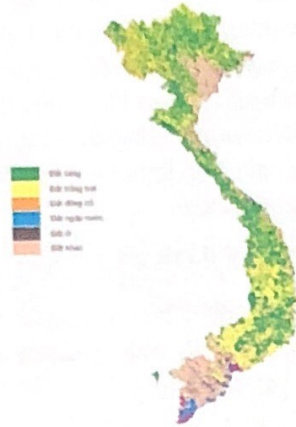 Đất rừng
Đất trồng trọt
Đất đồng cỏ
Đất ngập nước
Đất ở
Đất khác